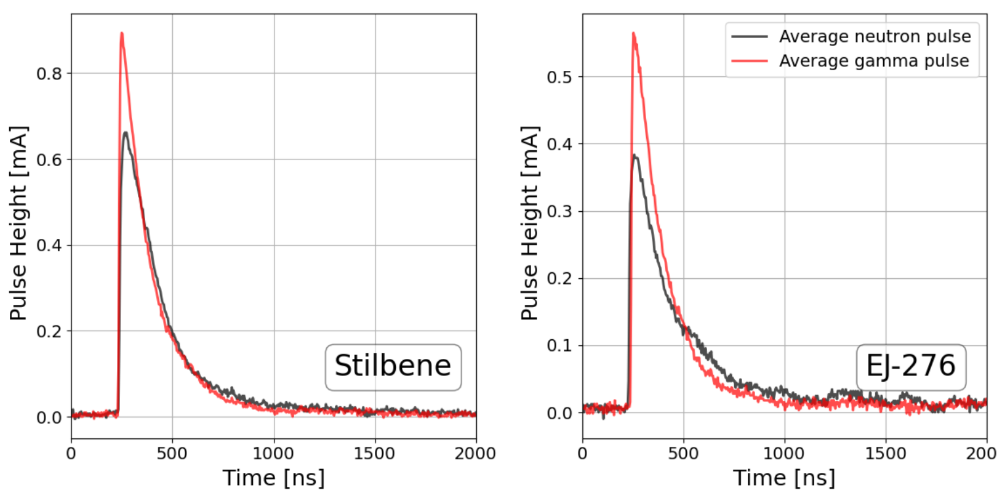 Pulse Height [mA]
0.8
0.6
0.4
0.2
0.0
Stilbene
0 500 1000 1500 2000
Time [ns]
Pulse Height [mA]
0.5
0.4
0.3
0.2
0.1
0.0
Average neutron pulse
Average gamma pulse
EJ-276
0 500 1000 1500 200
Time [ns]